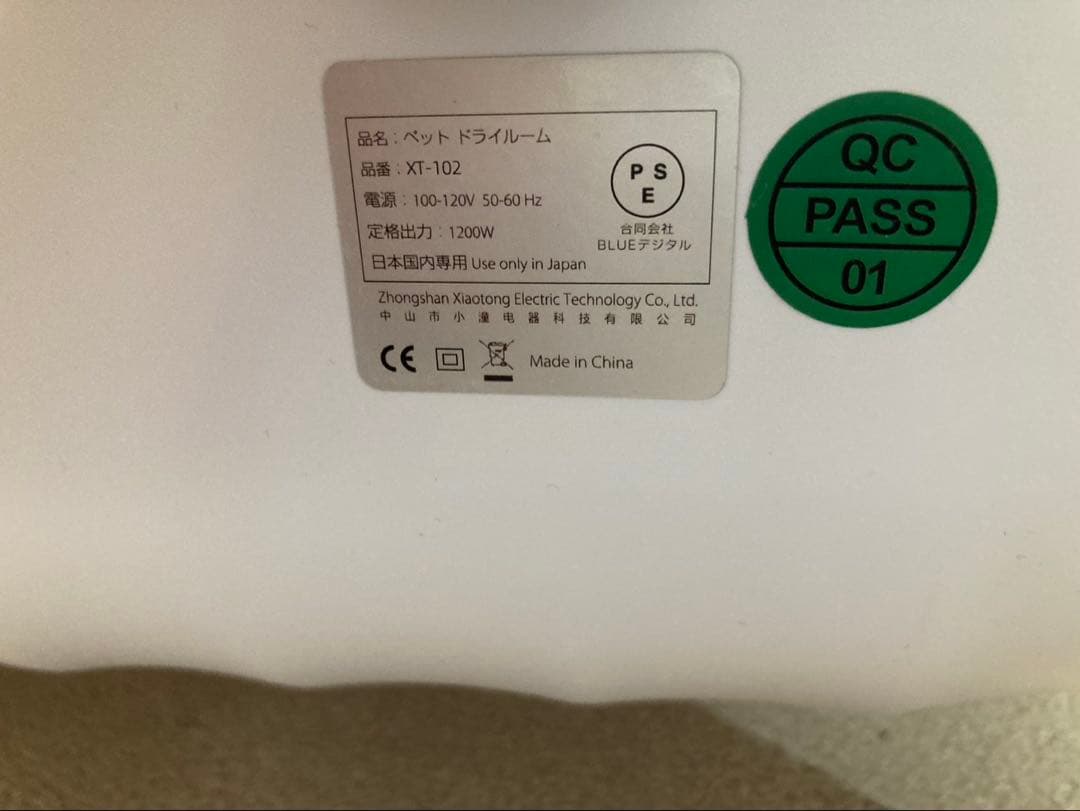 品名：ペット ドライルーム
品番：XT-102
電源：100-120V 50-60 Hz
定格出力：1200W
日本国内専用 Use only in Japan
P S
E
合同会社
BLUEデジタル
Zhongshan Xiaotong Electric Technology Co., Ltd.
中山市小潼电器科技有限公司
CE
Made in China
QC
PASS
01